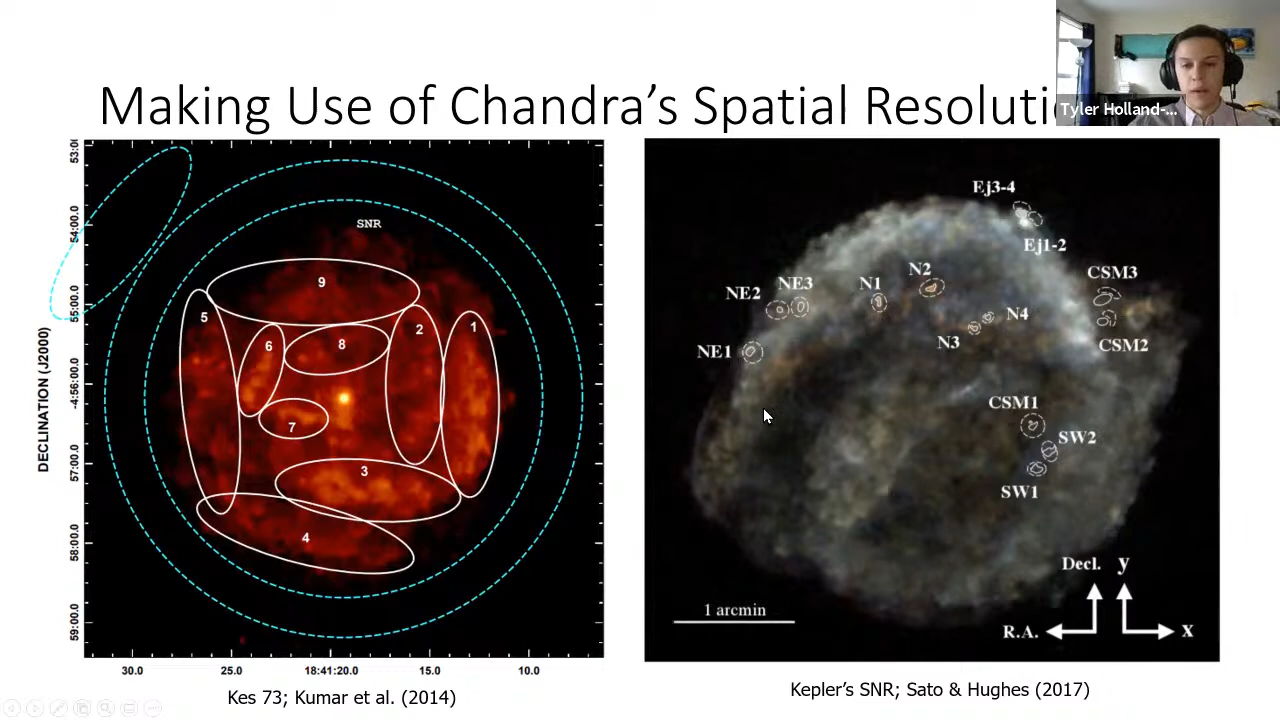 Making Use of Chandra's Spatial Resoluti
Tyler Holland-...
DECLINATION (J2000)
54:00.0
55:00.0
-4:56:00.0
57:00.0
58:00.0
59:00.0
SNR
9
5
6
8
2
1
7
3
4
30.0 25.0 18:41:20.0 15.0 10.0
Kes 73; Kumar et al. (2014)
Ej3-4
Ej1-2
NE2
NE3
N1
N2
CSM3
N4
N3
NE1
CSM2
CSM1
SW2
SW1
Decl. y
1 arcmin
R.A. x
Kepler's SNR; Sato & Hughes (2017)